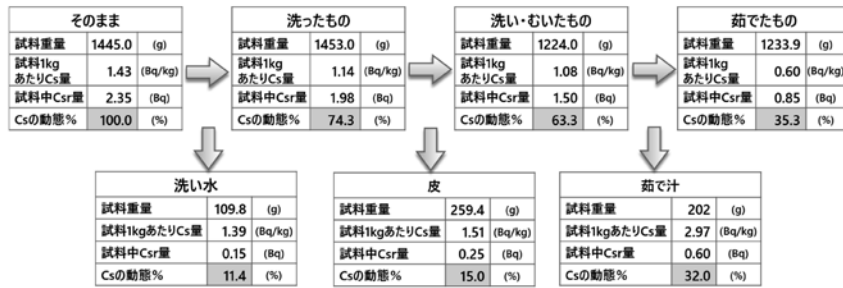 そのまま
試料重量 1445.0 (g)
試料1kg
あたりCs量 1.43 (Bq/kg)
試料中Csr量 2.35 (Bq)
Csの動態% 100.0 (%)
洗ったもの
試料重量 1453.0 (g)
試料1kg
あたりCs量 1.14 (Bq/kg)
試料中Csr量 1.98 (Bq)
Csの動態% 74.3 (%)
洗い・むいたもの
試料重量 1224.0 (g)
試料1kg
あたりCs量 1.08 (Bq/kg)
試料中Csr量 1.50 (Bq)
Csの動態% 63.3 (%)
茹でたもの
試料重量 1233.9 (g)
試料1kg
あたりCs量 0.60 (Bq/kg)
試料中Csr量 0.85 (Bq)
Csの動態% 35.3 (%)
洗い水
試料重量 109.8 (g)
試料1kgあたりCs量 1.39 (Bq/kg)
試料中Csr量 0.15 (Bq)
Csの動態% 11.4 (%)
皮
試料重量 259.4 (g)
試料1kgあたりCs量 1.51 (Bq/kg)
試料中Csr量 0.25 (Bq)
Csの動態% 15.0 (%)
茹で汁
試料重量 202 (g)
試料1kgあたりCs量 2.97 (Bq/kg)
試料中Csr量 0.60 (Bq)
Csの動態% 32.0 (%)